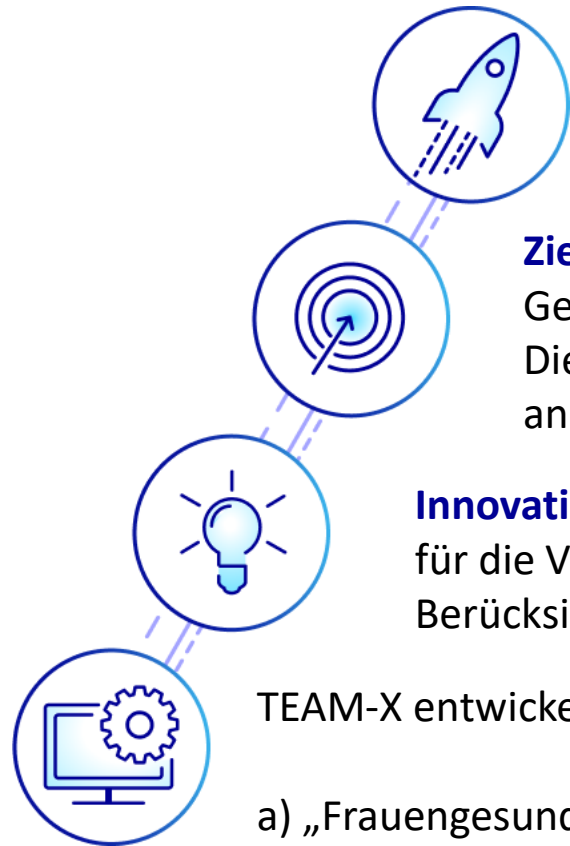 Zie
Ge
Die
an
Innovati
für die V
Berücksi
TEAM-X entwicke
a) „Frauengesund